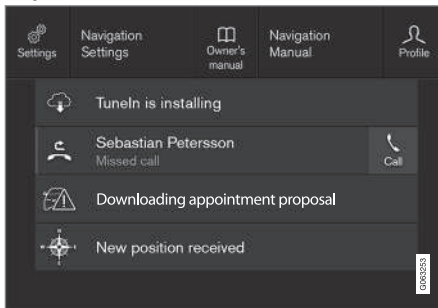 Settings
Navigation
Settings
Owner's
manual
Navigation
Manual
Profile
TuneIn is installing
Sebastian Petersson
Missed call
Call
Downloading appointment proposal
New position received
G063253